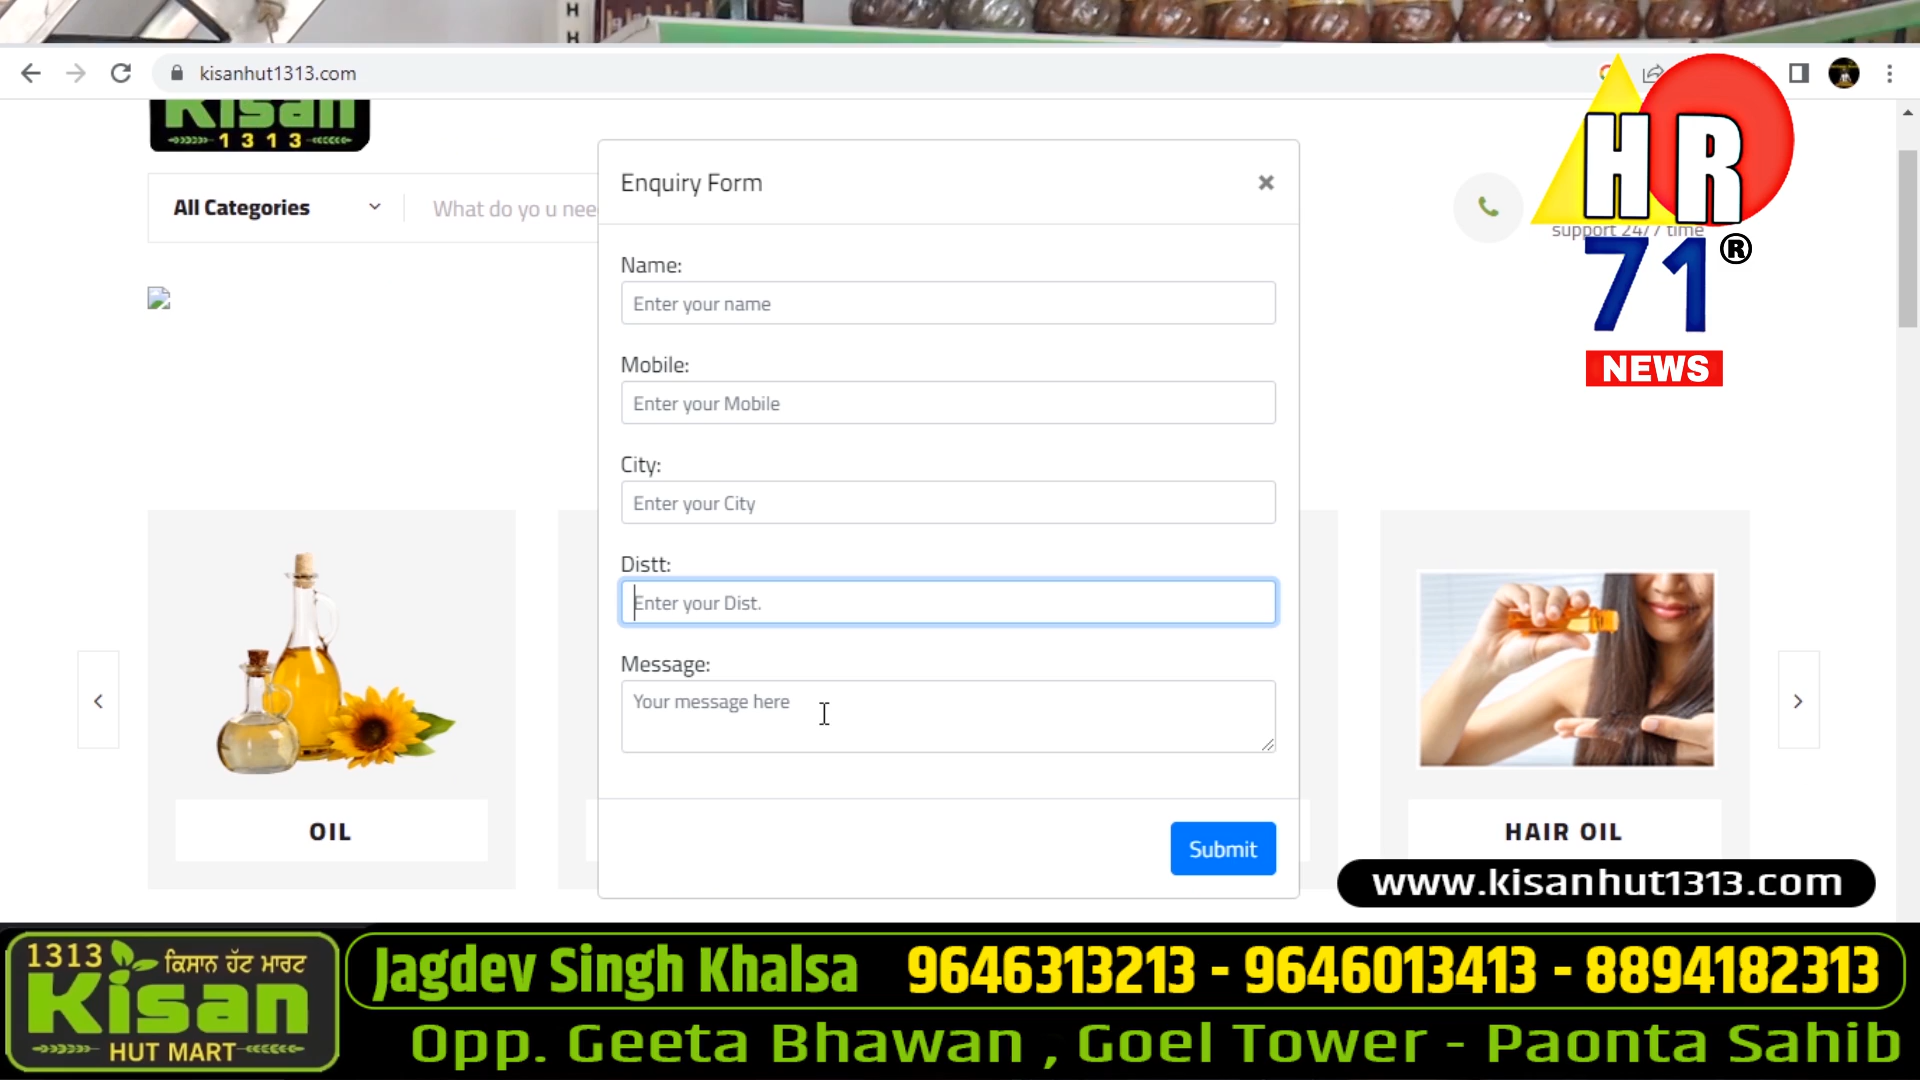 H
H
kisanhut1313.com
Kisan
1 3 1 3
All Categories
What do yo u nee
support 24/7 time
HR
71®
NEWS
Enquiry Form
×
Name:
Enter your name
Mobile:
Enter your Mobile
City:
Enter your City
Distt:
Enter your Dist.
Message:
Your message here
Submit
OIL
HAIR OIL
www.kisanhut1313.com
1313 ਕਿਸਾਨ ਹੱਟ ਮਾਰਟ
Kisan
HUT MART
Jagdev Singh Khalsa 9646313213 - 9646013413 - 8894182313
Opp. Geeta Bhawan , Goel Tower - Paonta Sahib